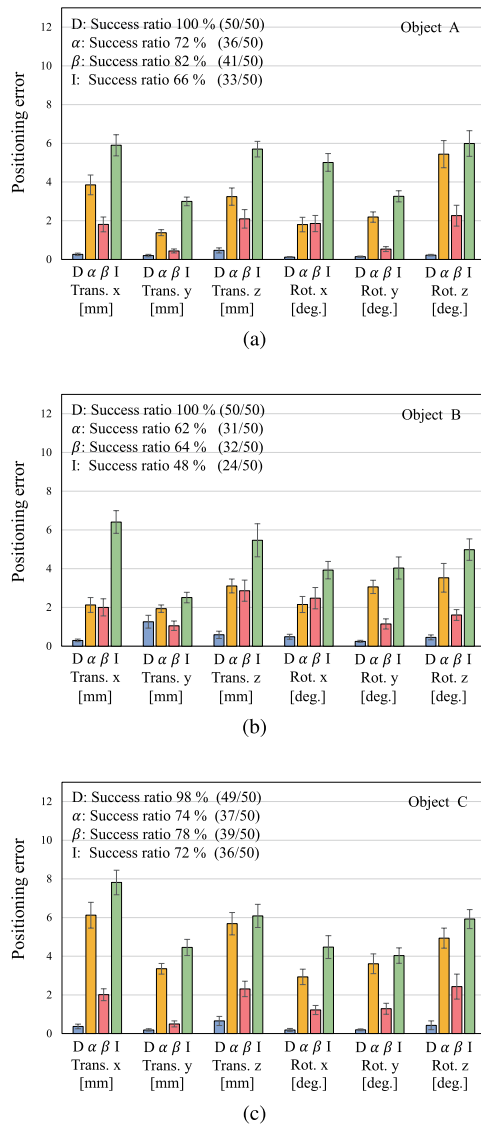 12
10
8
6
4
2
0
Positioning error
D: Success ratio 100 % (50/50)
α: Success ratio 72 % (36/50)
β: Success ratio 82 % (41/50)
I: Success ratio 66 % (33/50)
Object A
D α β I D α β I D α β I D α β I D α β I D α β I
Trans. x Trans. y Trans. z Rot. x Rot. y Rot. z
[mm] [mm] [mm] [deg.] [deg.] [deg.]
(a)
12
10
8
6
4
2
0
Positioning error
D: Success ratio 100 % (50/50)
α: Success ratio 62 % (31/50)
β: Success ratio 64 % (32/50)
I: Success ratio 48 % (24/50)
Object B
D α β I D α β I D α β I D α β I D α β I D α β I
Trans. x Trans. y Trans. z Rot. x Rot. y Rot. z
[mm] [mm] [mm] [deg.] [deg.] [deg.]
(b)
12
10
8
6
4
2
0
Positioning error
D: Success ratio 98 % (49/50)
α: Success ratio 74 % (37/50)
β: Success ratio 78 % (39/50)
I: Success ratio 72 % (36/50)
Object C
D α β I D α β I D α β I D α β I D α β I D α β I
Trans. x Trans. y Trans. z Rot. x Rot. y Rot. z
[mm] [mm] [mm] [deg.] [deg.] [deg.]
(c)